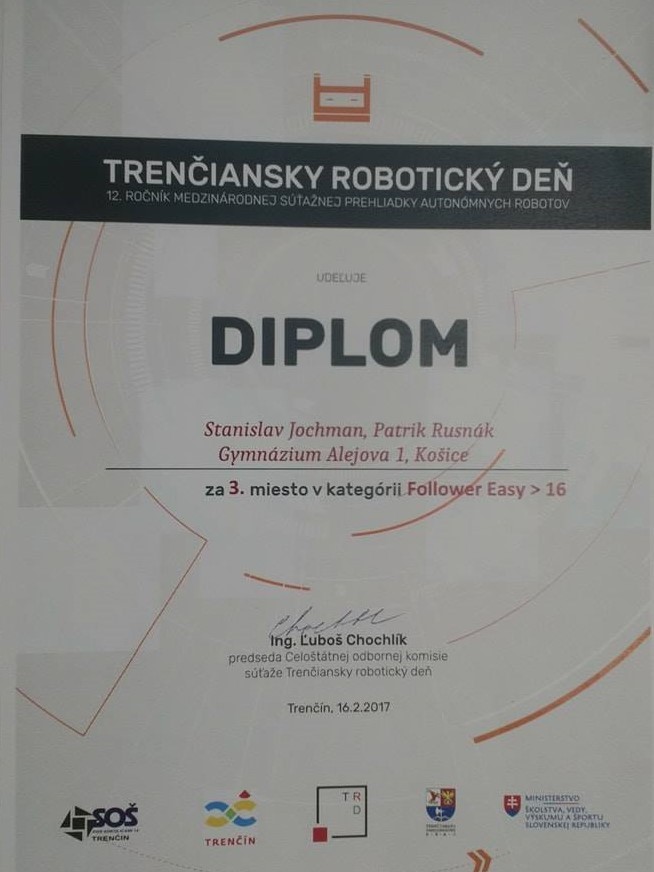 TRENČIANSKY ROBOTICKÝ DEŇ
12. ROČNÍK MEDZINÁRODNEJ SÚŤAŽNEJ PREHLIADKY AUTONÓMNYCH ROBOTOV
UDEĽUJE
DIPLOM
Stanislav Jochman, Patrik Rusnák
Gymnázium Alejova 1, Košice
za 3. miesto v kategórii Follower Easy > 16
Ing. Ľuboš Chochlík
predseda Celoštátnej odbornej komisie
súťaže Trenčiansky robotický deň
Trenčín, 16.2.2017
SOŠ
TRENČÍN
TRENČÍN
T R
D
MINISTERSTVO
ŠKOLSTVA, VEDY,
VÝSKUMU A ŠPORTU
SLOVENSKEJ REPUBLIKY